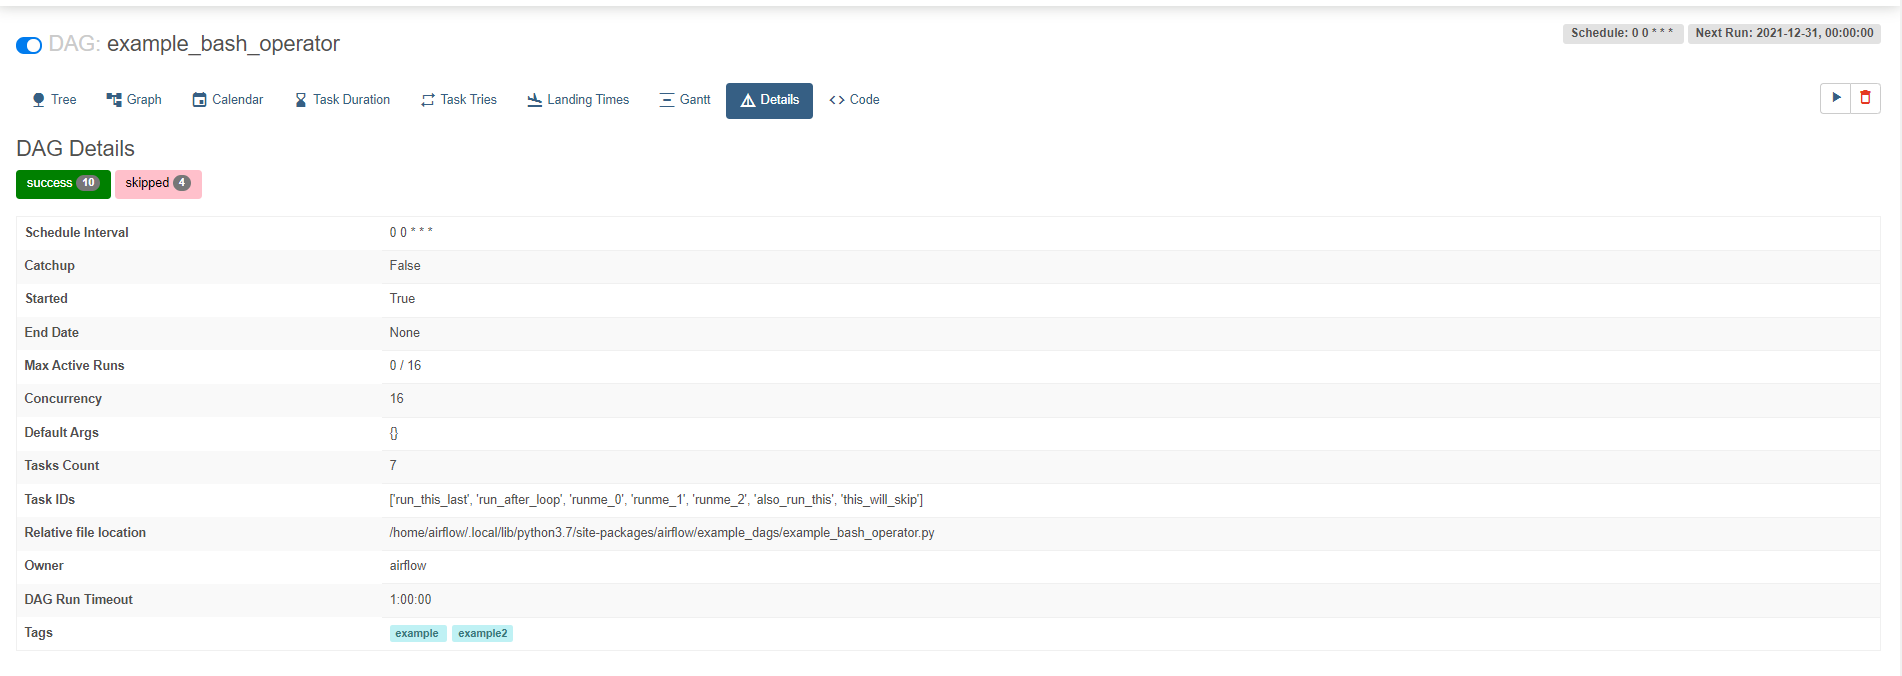 DAG: example_bash_operator
Schedule: 0 0 * * * Next Run: 2021-12-31, 00:00:00
Tree Graph Calendar Task Duration Task Tries Landing Times Gantt Details <> Code
DAG Details
success 10 skipped 4
Schedule Interval 0 0 * * *
Catchup False
Started True
End Date None
Max Active Runs 0 / 16
Concurrency 16
Default Args {}
Tasks Count 7
Task IDs ['run_this_last', 'run_after_loop', 'runme_0', 'runme_1', 'runme_2', 'also_run_this', 'this_will_skip']
Relative file location /home/airflow/.local/lib/python3.7/site-packages/airflow/example_dags/example_bash_operator.py
Owner airflow
DAG Run Timeout 1:00:00
Tags example example2